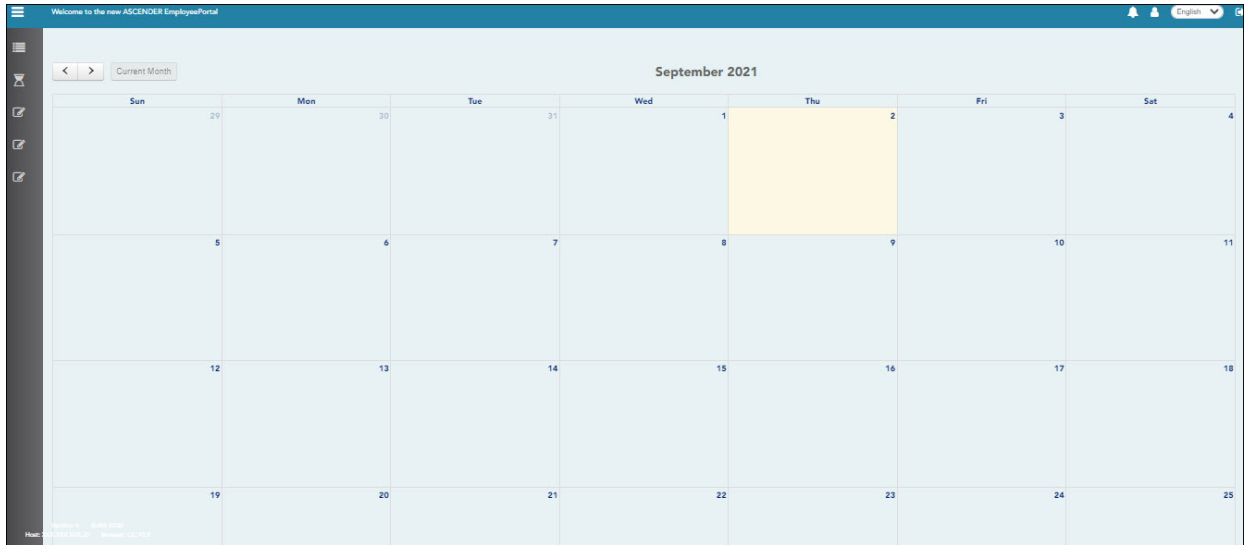 Welcome to the new ASCENDER EmployeePortal English
Current Month
September 2021
Sun Mon Tue Wed Thu Fri Sat
29 30 31 1 2 3 4
5 6 7 8 9 10 11
12 13 14 15 16 17 18
19 20 21 22 23 24 25
Host: